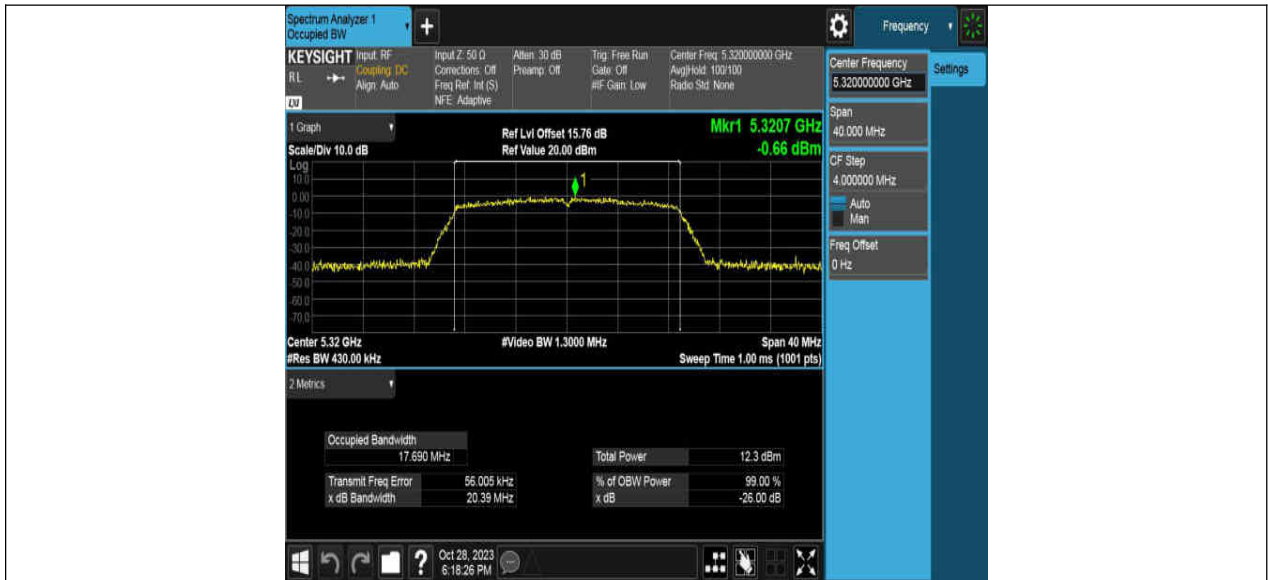 Spectrum Analyzer 1
Occupied BW
+
Frequency
KEYSIGHT
RL
LXI
Input: RF
Coupling: DC
Align: Auto
Input Z: 50 Ω
Corrections: Off
Freq Ref: Int (S)
NFE: Adaptive
Atten: 30 dB
Preamp: Off
Trig: Free Run
Gate: Off
#IF Gain: Low
Center Freq: 5.320000000 GHz
Avg|Hold: 100/100
Radio Std: None
Center Frequency
5.320000000 GHz
Settings
Span
40.000 MHz
CF Step
4.000000 MHz
Auto
Man
Freq Offset
0 Hz
1 Graph
Ref Lvl Offset 15.76 dB
Mkr1 5.3207 GHz
Scale/Div 10.0 dB
Ref Value 20.00 dBm
-0.66 dBm
Log
10.0
1
0.00
-10.0
-20.0
-30.0
-40.0
-50.0
-60.0
-70.0
Center 5.32 GHz
#Video BW 1.3000 MHz
Span 40 MHz
#Res BW 430.00 kHz
Sweep Time 1.00 ms (1001 pts)
2 Metrics
Occupied Bandwidth
17.690 MHz
Total Power 12.3 dBm
Transmit Freq Error 56.005 kHz
% of OBW Power 99.00 %
x dB Bandwidth 20.39 MHz
x dB -26.00 dB
?
Oct 28, 2023
6:18:26 PM